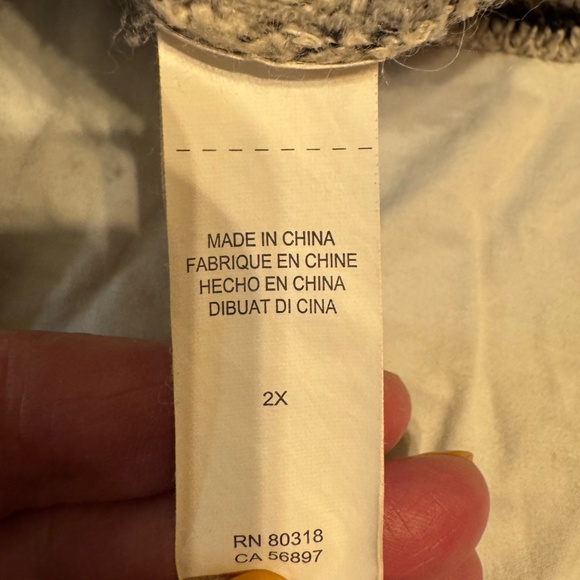 MADE IN CHINA
FABRIQUE EN CHINE
HECHO EN CHINA
DIBUAT DI CINA
2X
RN 80318
CA 56897